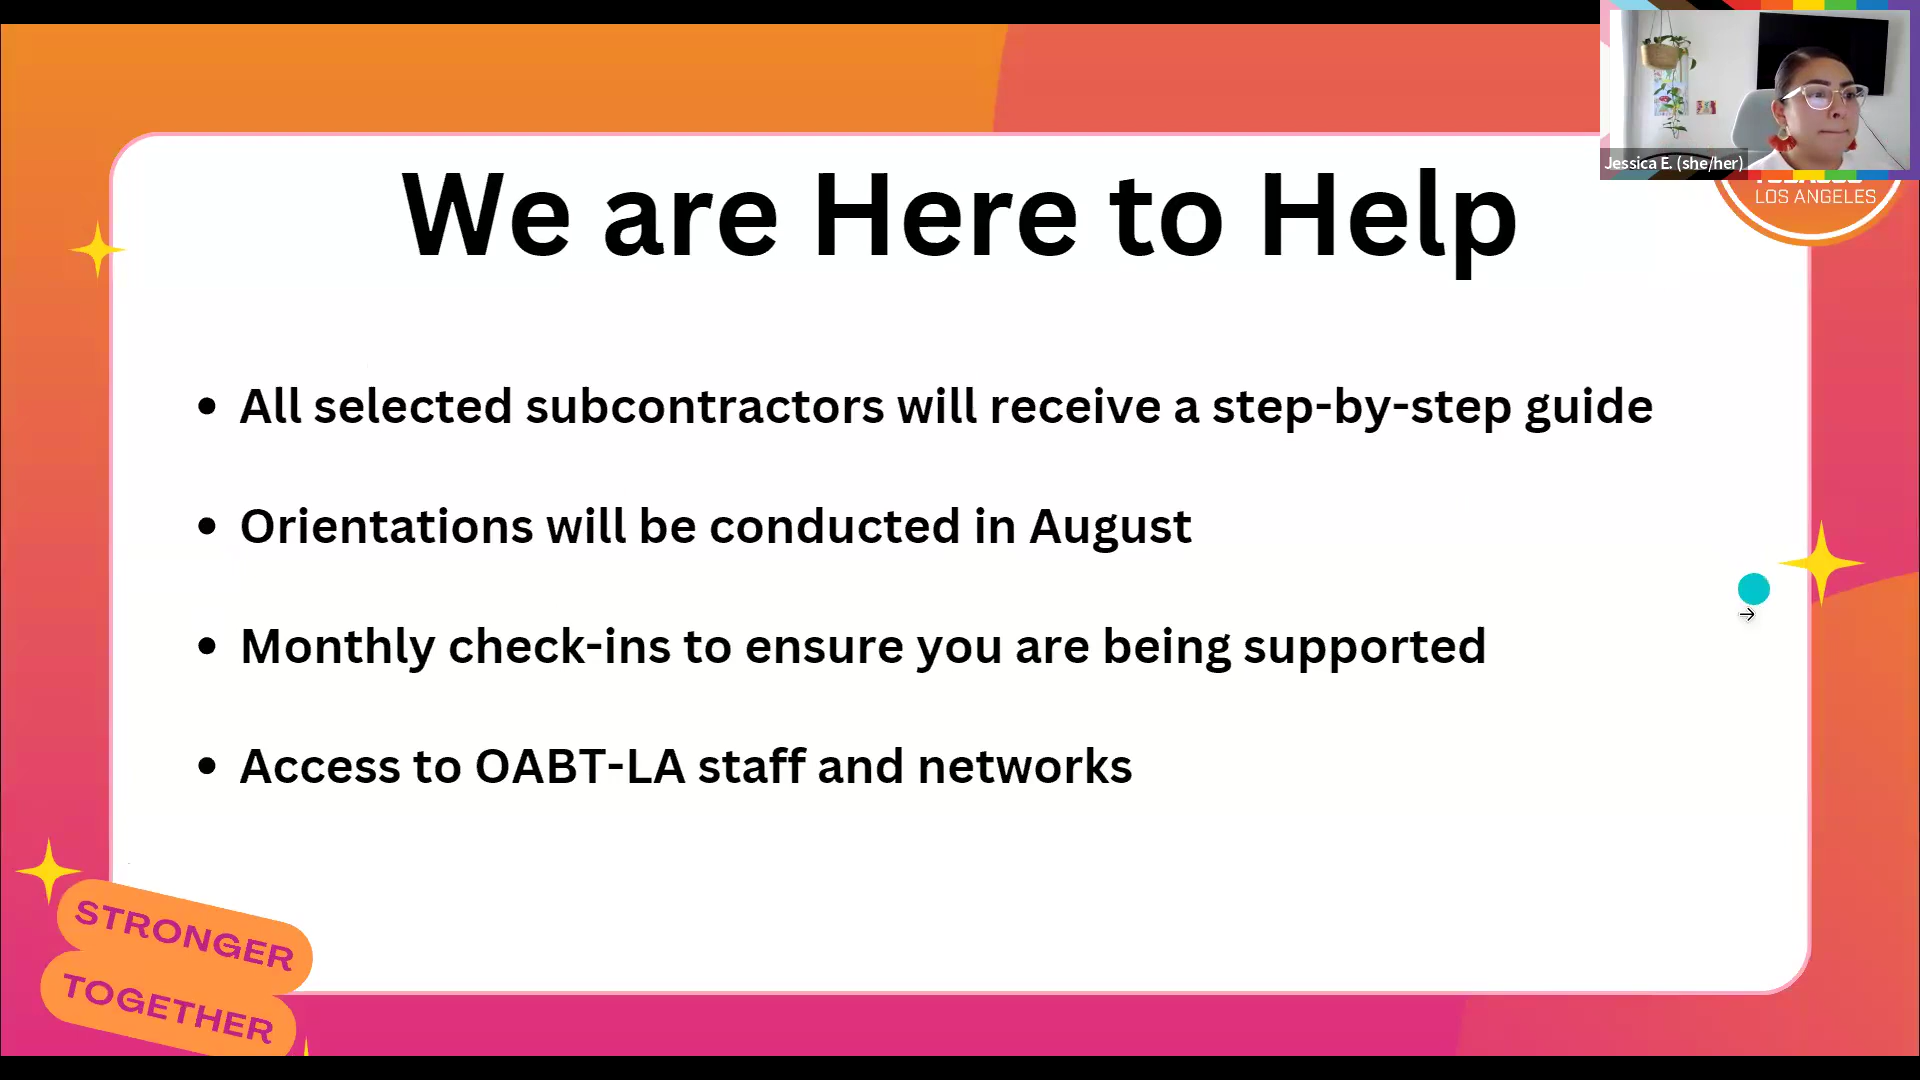 We are Here to Help
Jessica E. (she/her)
LOS ANGELES
• All selected subcontractors will receive a step-by-step guide
• Orientations will be conducted in August
• Monthly check-ins to ensure you are being supported
• Access to OABT-LA staff and networks
STRONGER
TOGETHER